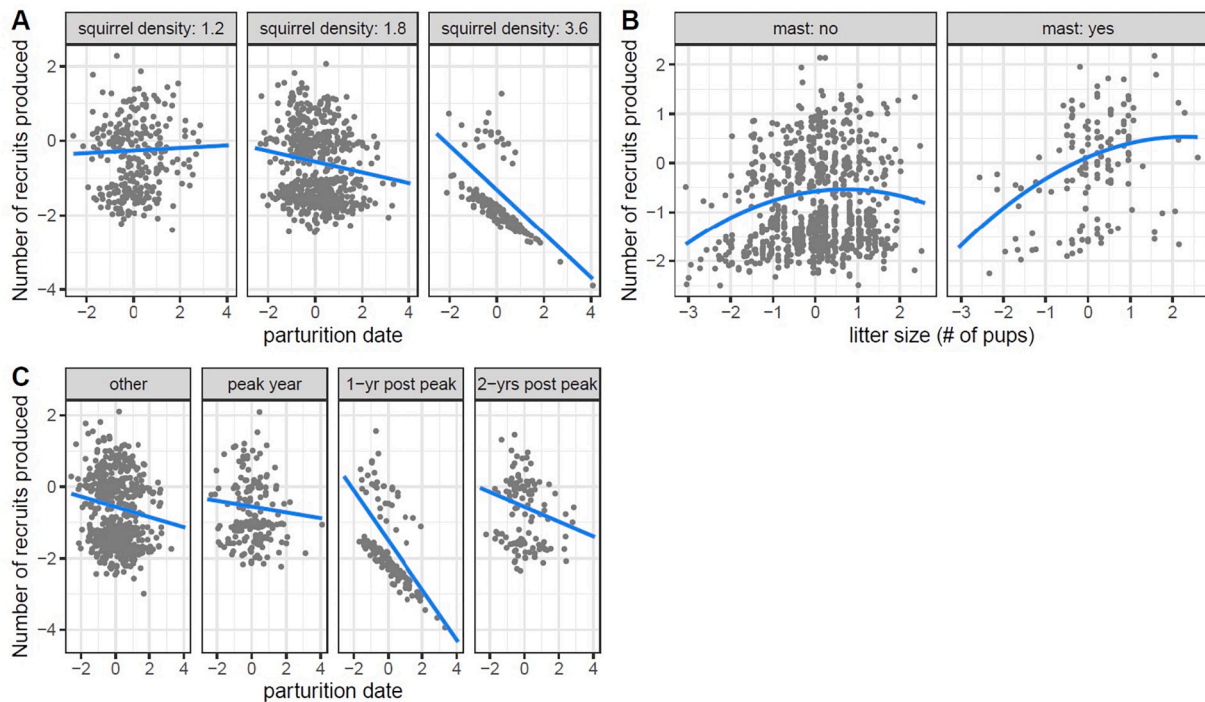 A
squirrel density: 1.2
squirrel density: 1.8
squirrel density: 3.6
Number of recruits produced
2
0
−2
−4
−2 0 2 4
−2 0 2 4
−2 0 2 4
parturition date
B
mast: no
mast: yes
Number of recruits produced
2
1
0
−1
−2
−3 −2 −1 0 1 2
−3 −2 −1 0 1 2
litter size (# of pups)
C
other
peak year
1−yr post peak
2−yrs post peak
Number of recruits produced
2
0
−2
−4
−2 0 2 4
−2 0 2 4
−2 0 2 4
−2 0 2 4
parturition date